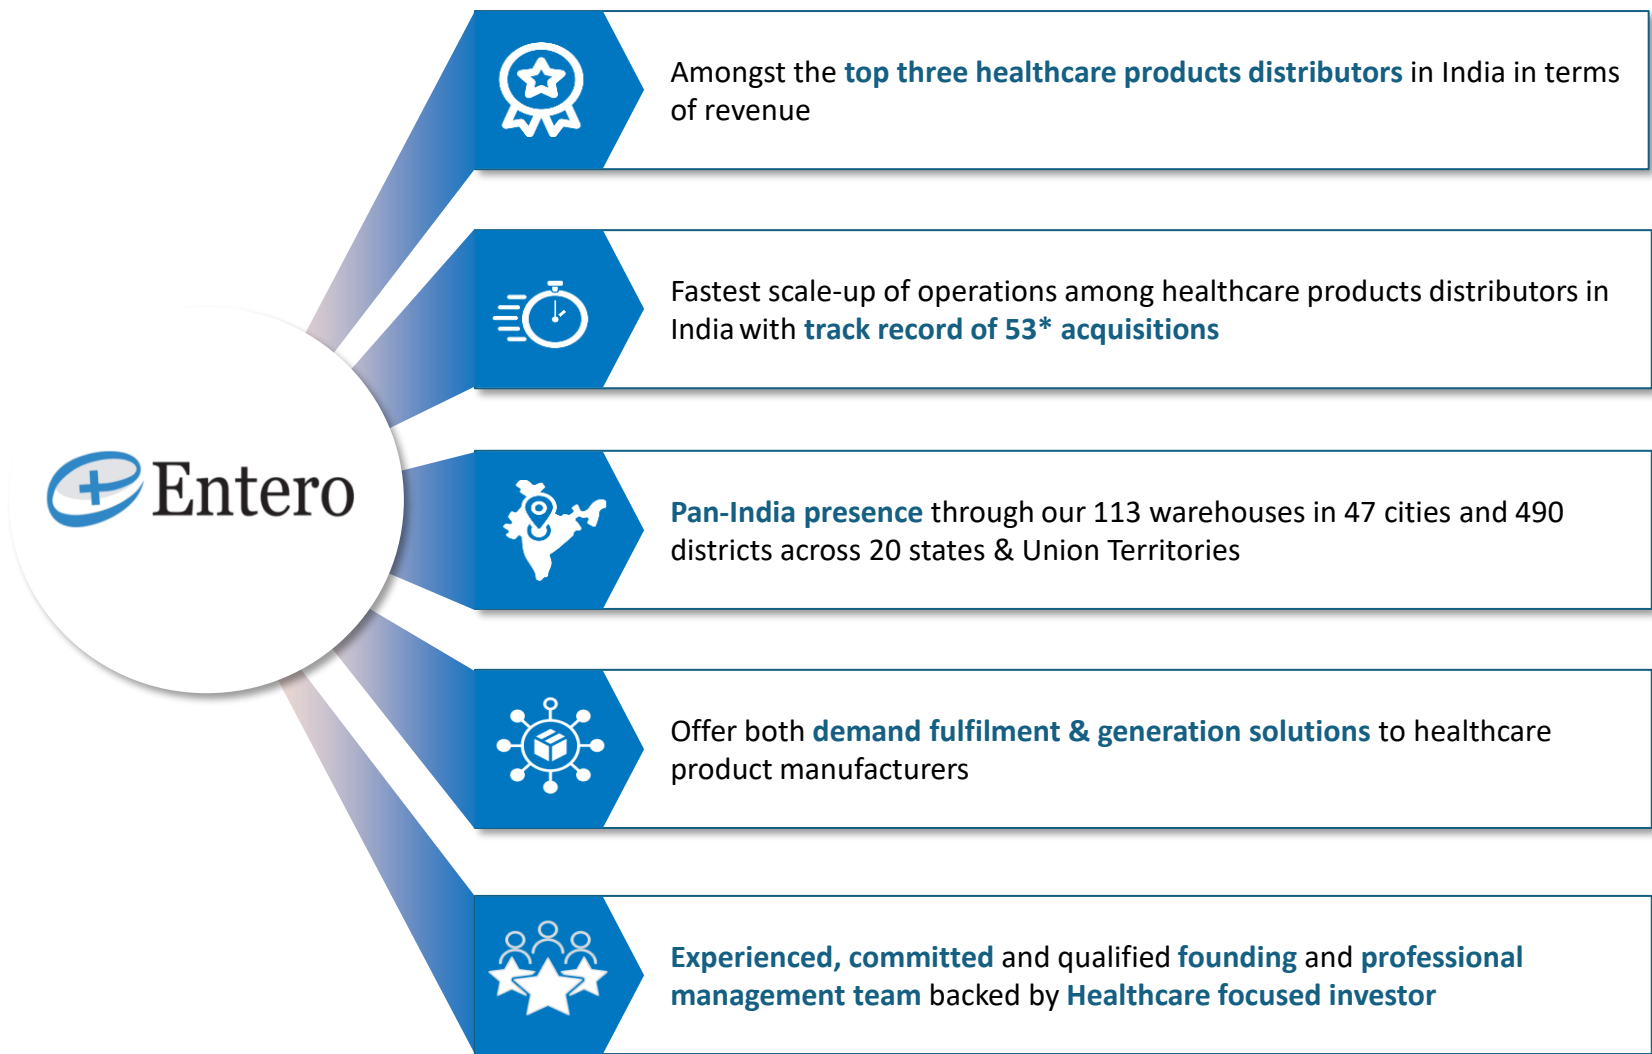 Amongst the top three healthcare products distributors in India in terms
of revenue
Fastest scale-up of operations among healthcare products distributors in
India with track record of 53* acquisitions
Entero
Pan-India presence through our 113 warehouses in 47 cities and 490
districts across 20 states & Union Territories
Offer both demand fulfilment & generation solutions to healthcare
product manufacturers
Experienced, committed and qualified founding and professional
management team backed by Healthcare focused investor